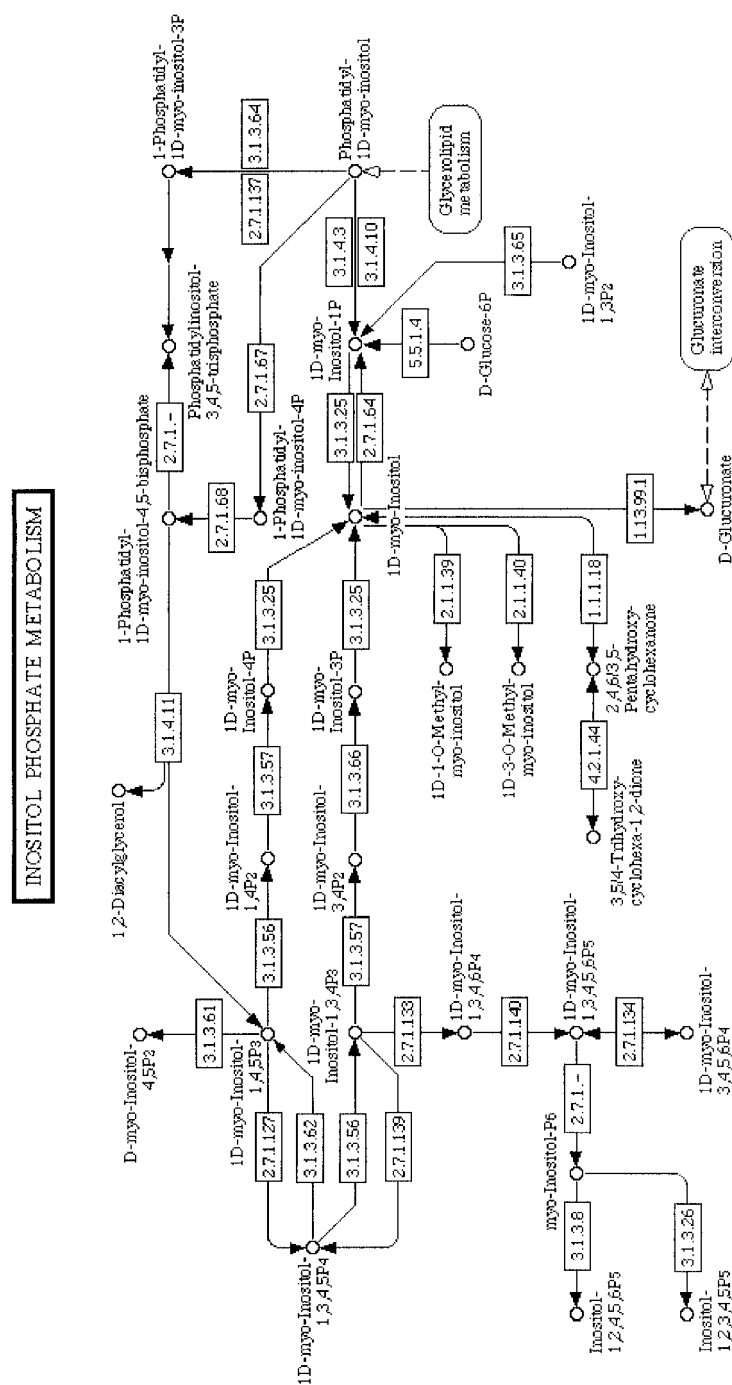 INOSITOL PHOSPHATE METABOLISM
1,2-Diacylglycerol
3.1.4.11
1-Phosphatidyl-
1D-myo-inositol-4,5-bisphosphate
2.7.1.-
Phosphatidylinositol-
3,4,5-trisphosphate
1-Phosphatidyl-
1D-myo-inositol-3P
D-myo-Inositol-
4,5P2
3.1.3.61
2.7.1.68
2.7.1.67
2.7.1.137
3.1.3.64
1D-myo-Inositol-
1,4,5P3
3.1.3.56
1D-myo-Inositol-
1,4P2
3.1.3.57
1D-myo-
Inositol-4P
3.1.3.25
1-Phosphatidyl-
1D-myo-inositol-4P
Phosphatidyl-
1D-myo-inositol
2.7.1.127
3.1.3.62
3.1.3.56
2.7.1.139
1D-myo-Inositol-
1,3,4,5P4
1D-myo-
Inositol-1,3,4P3
3.1.3.57
1D-myo-Inositol-
3,4P2
3.1.3.66
1D-myo-
Inositol-3P
3.1.3.25
1D-myo-Inositol
3.1.3.25
2.7.1.64
1D-myo-
Inositol-1P
3.1.4.3
3.1.4.10
Glycerolipid
metabolism
2.7.1.133
1D-myo-Inositol-
1,3,4,6P4
2.7.1.140
1D-myo-Inositol-
1,3,4,5,6P5
2.7.1.134
1D-myo-Inositol-
3,4,5,6P4
2.1.1.39
1D-1-O-Methyl-
myo-inositol
2.1.1.40
1D-3-O-Methyl-
myo-inositol
5.5.1.4
D-Glucose-6P
3.1.3.65
1D-myo-Inositol-
1,3P2
myo-Inositol-P6
2.7.1.-
3.1.3.8
Inositol-
1,2,4,5,6P5
3.1.3.26
Inositol-
1,2,3,4,5P5
3,5/4-Trihydroxy-
cyclohexa-1,2-dione
4.2.1.44
2,4,6/3,5-
Pentahydroxy-
cyclohexanone
1.1.1.18
1.13.99.1
D-Glucuronate
Glucuronate
interconversion